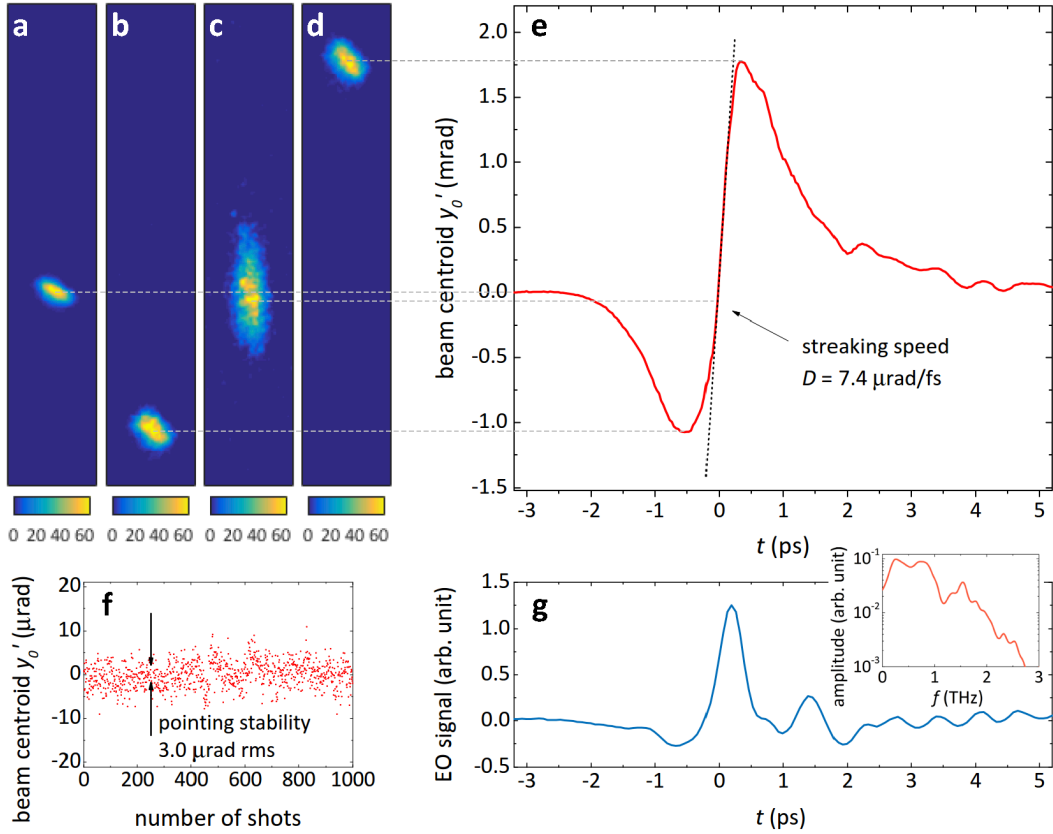 a b c d e
0 20 40 60 0 20 40 60 0 20 40 60 0 20 40 60
2.0
1.5
1.0
0.5
0.0
-0.5
-1.0
-1.5
beam centroid y0' (mrad)
streaking speed
D = 7.4 μrad/fs
-3 -2 -1 0 1 2 3 4 5
t (ps)
f
20
10
0
-10
-20
beam centroid y0' (μrad)
pointing stability
3.0 μrad rms
0 200 400 600 800 1000
number of shots
g
1.5
1.0
0.5
0.0
-0.5
EO signal (arb. unit)
-3 -2 -1 0 1 2 3 4 5
t (ps)
amplitude (arb. unit)
10-1
10-2
10-3
0 1 2 3
f (THz)